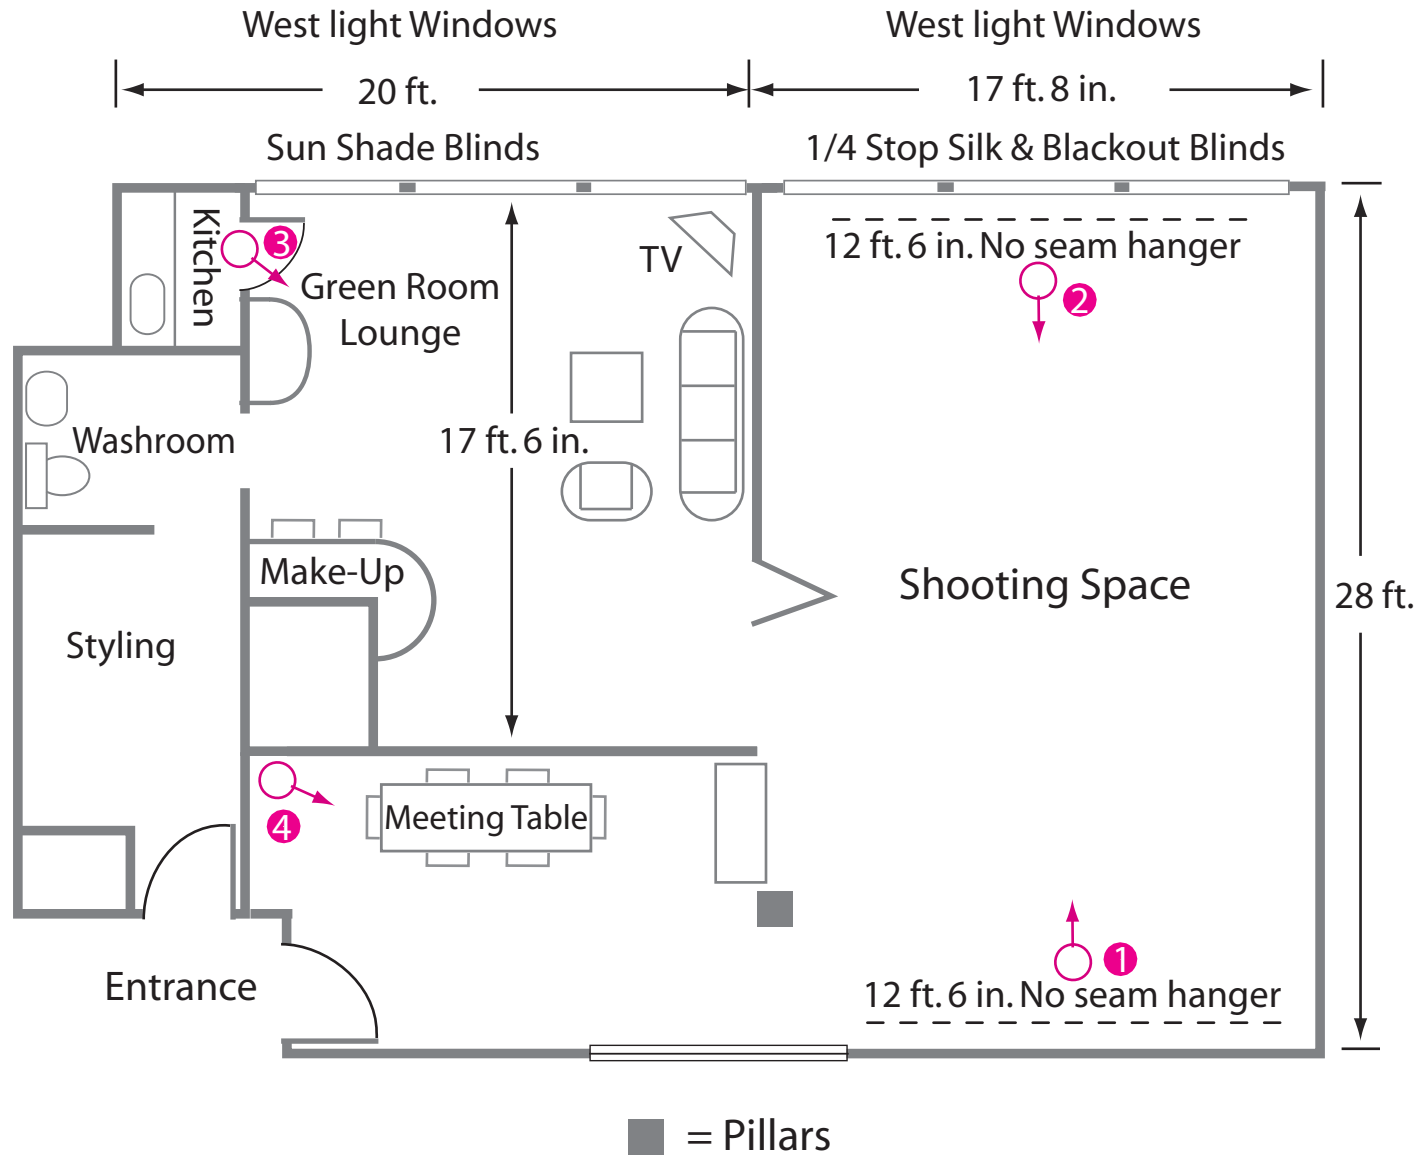 West light Windows
West light Windows
20 ft.
17 ft. 8 in.
Sun Shade Blinds
1/4 Stop Silk & Blackout Blinds
Kitchen
3
12 ft. 6 in. No seam hanger
TV
Green Room
Lounge
2
Washroom
17 ft. 6 in.
Make-Up
Shooting Space
28 ft.
Styling
Meeting Table
4
1
Entrance
12 ft. 6 in. No seam hanger
= Pillars